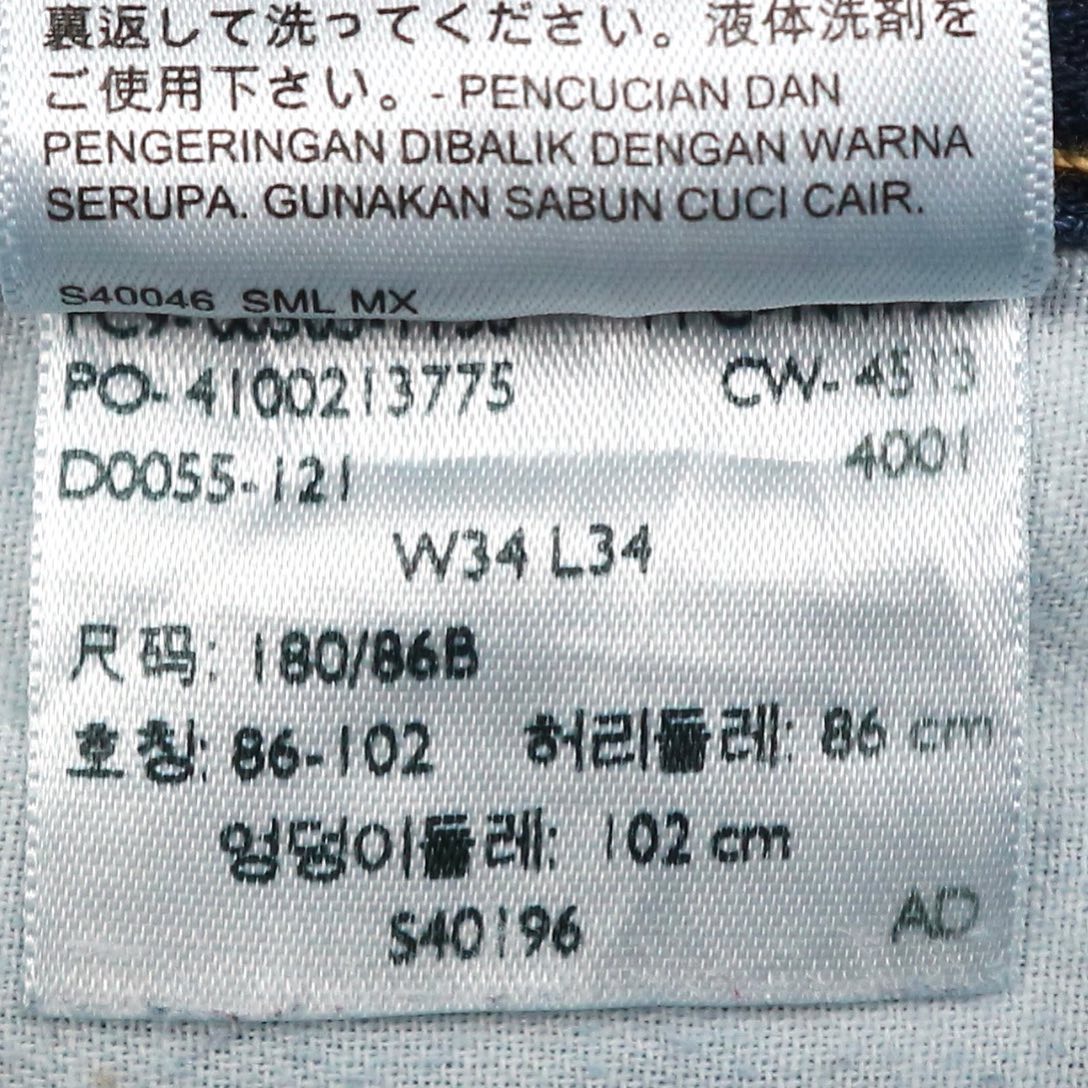 裏返して洗ってください。液体洗剤を
ご使用下さい。- PENCUCIAN DAN
PENGERINGAN DIBALIK DENGAN WARNA
SERUPA. GUNAKAN SABUN CUCI CAIR.
S40046 SML MX
PO-4100213775 CW-4513
D0055-121 4001
W34 L34
尺码: 180/86B
호칭: 86-102 허리둘레: 86 cm
엉덩이둘레: 102 cm
S40196 AD